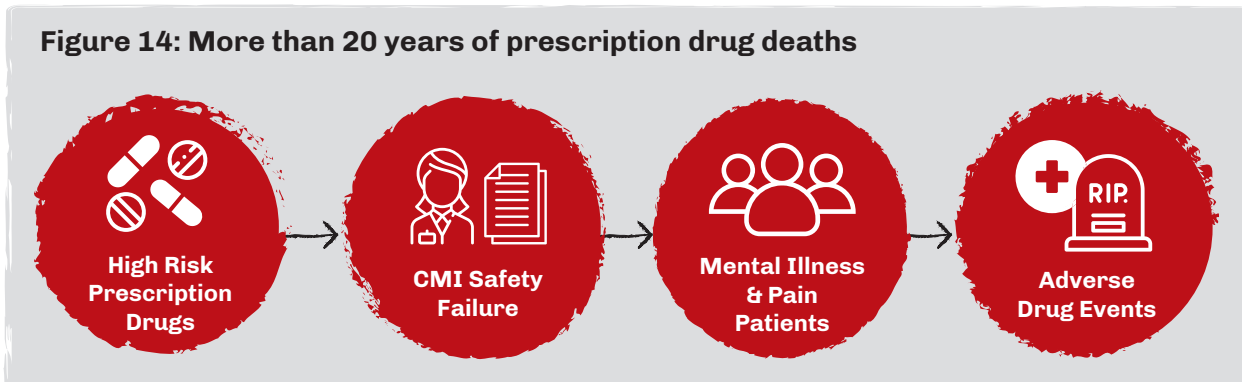 Figure 14: More than 20 years of prescription drug deaths
High Risk
Prescription
Drugs
CMI Safety
Failure
Mental Illness
& Pain
Patients
RIP.
Adverse
Drug Events